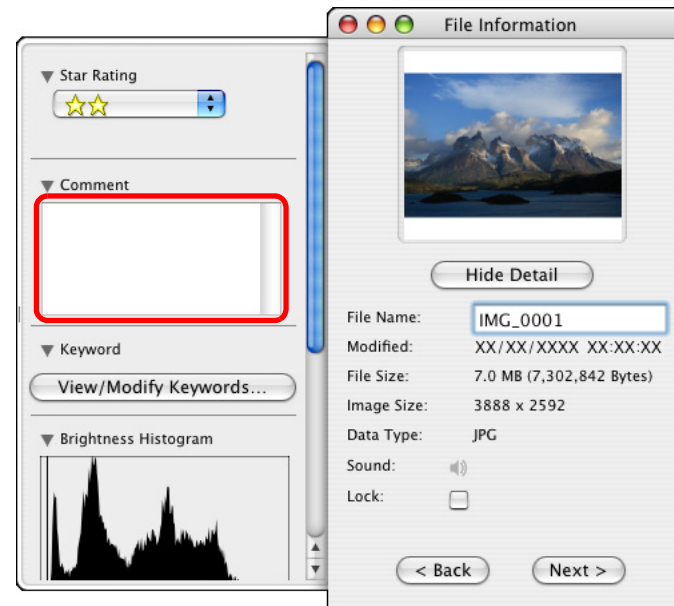 Star Rating
Comment
Keyword
View/Modify Keywords...
Brightness Histogram
File Information
Hide Detail
File Name: IMG_0001
Modified: XX/XX/XXXX XX:XX:XX
File Size: 7.0 MB (7,302,842 Bytes)
Image Size: 3888 x 2592
Data Type: JPG
Sound:
Lock:
< Back Next >